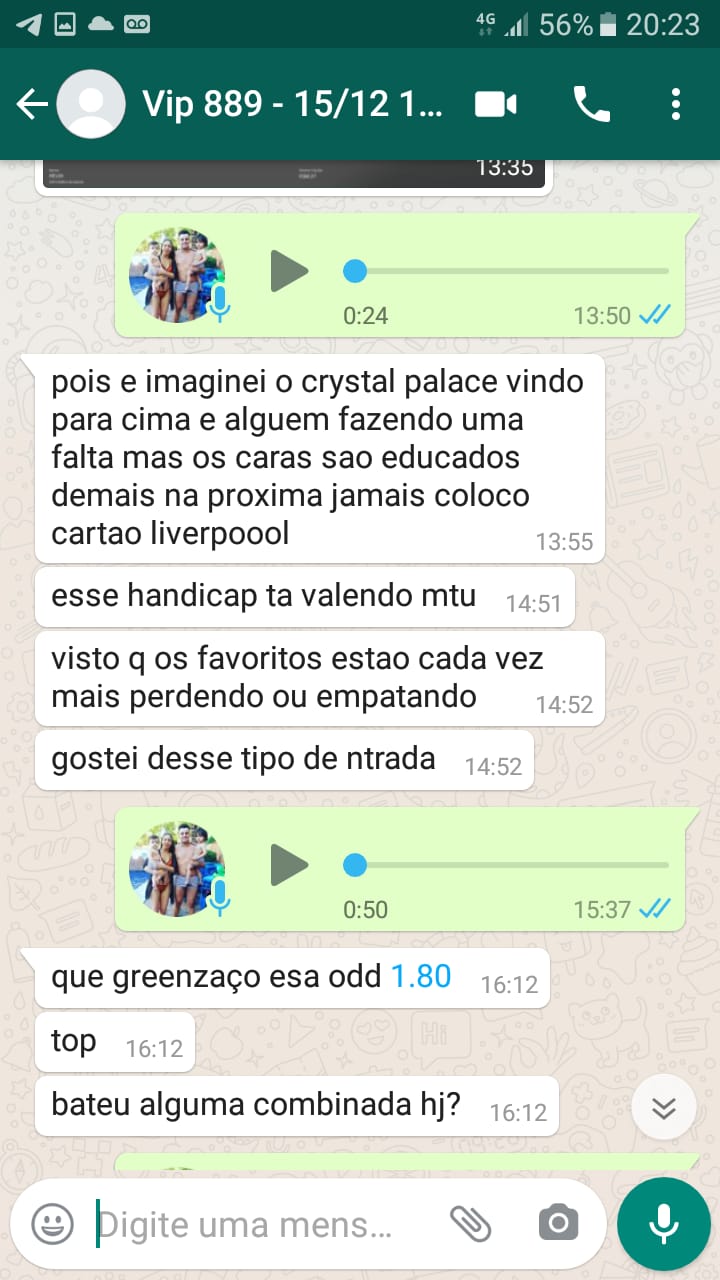 4G 56% 20:23
Vip 889 - 15/12 1...
13:35
0:24 13:50
pois e imaginei o crystal palace vindo
para cima e alguem fazendo uma
falta mas os caras sao educados
demais na proxima jamais coloco
cartao liverpoool 13:55
esse handicap ta valendo mtu 14:51
visto q os favoritos estao cada vez
mais perdendo ou empatando 14:52
gostei desse tipo de ntrada 14:52
0:50 15:37
que greenzaço esa odd 1.80 16:12
top 16:12
bateu alguma combinada hj? 16:12
Digite uma mens...